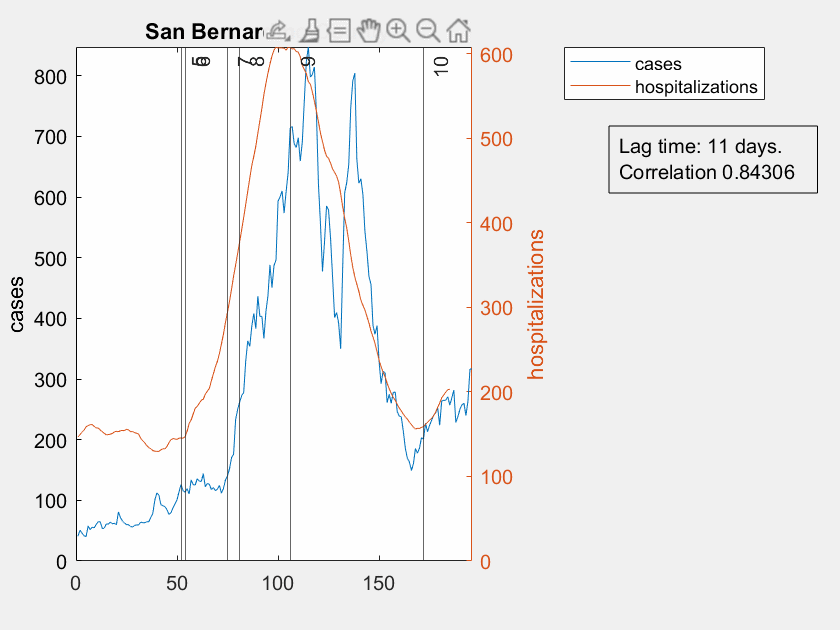 San Bernar
cases
hospitalizations
Lag time: 11 days.
Correlation 0.84306
800
700
600
500
400
300
200
100
0
cases
5
6
7
8
9
10
600
500
400
300
200
100
0
hospitalizations
0 50 100 150